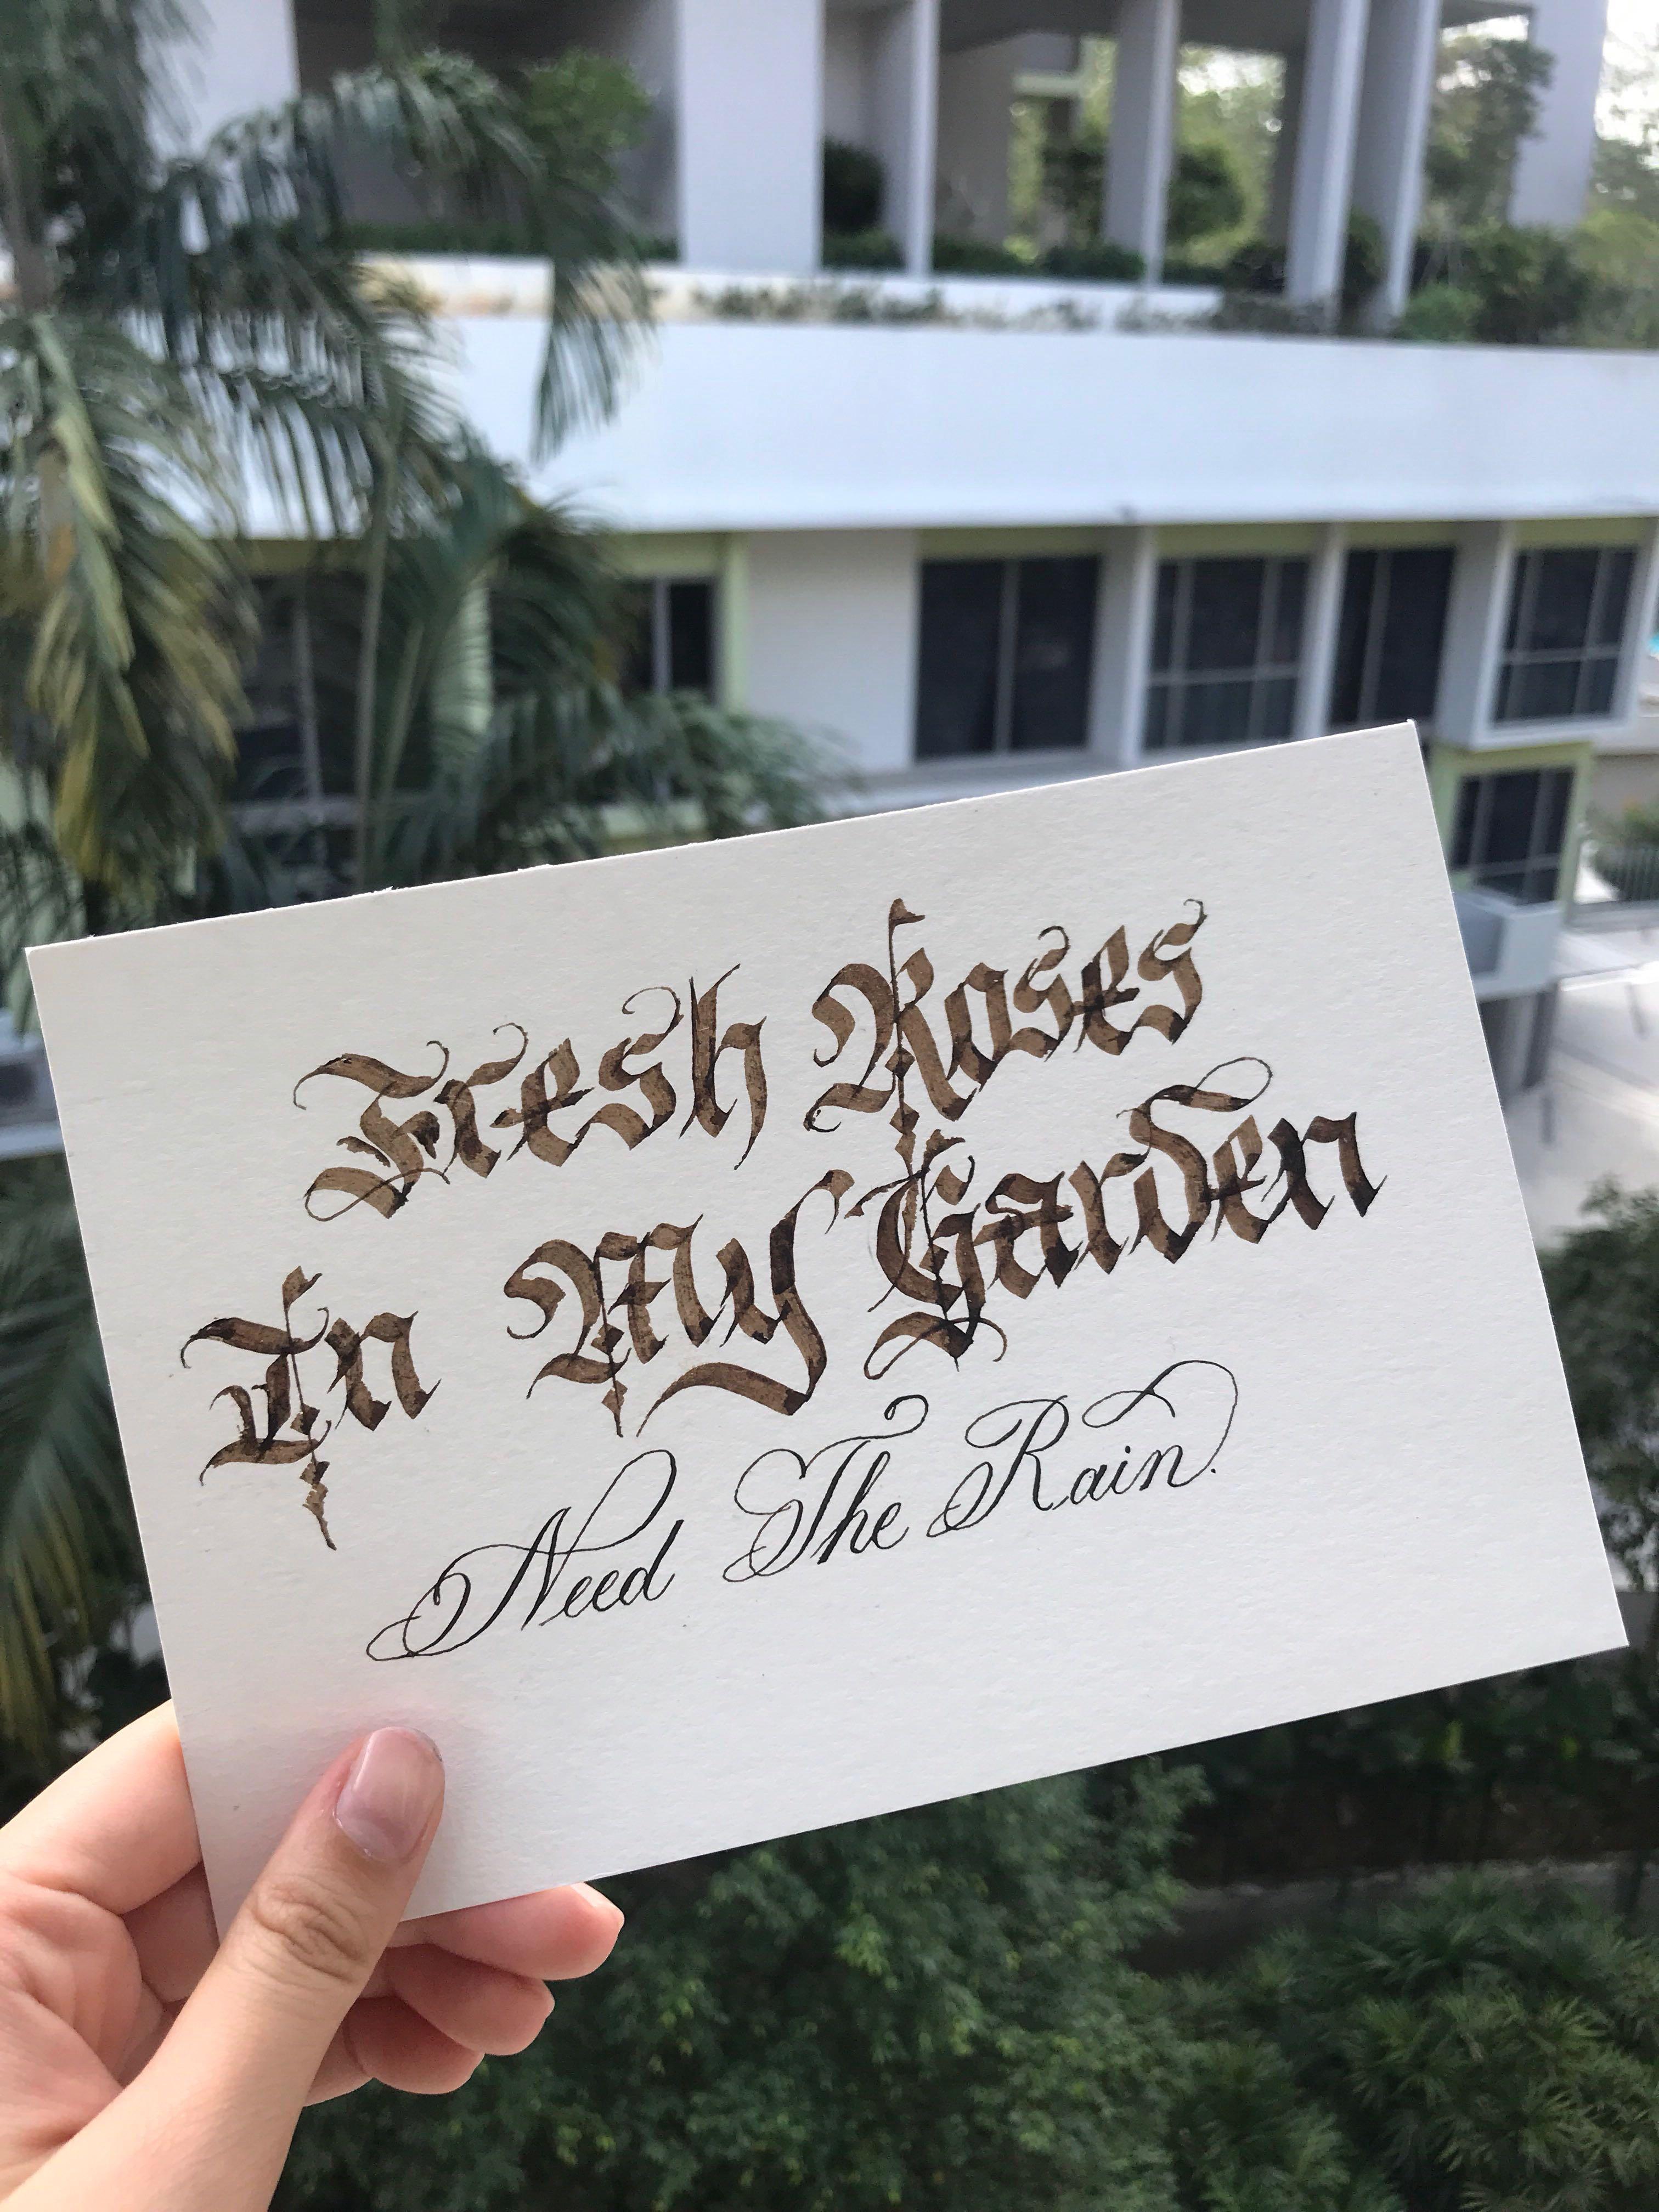 Fresh Roses
In My Garden
Need The Rain.